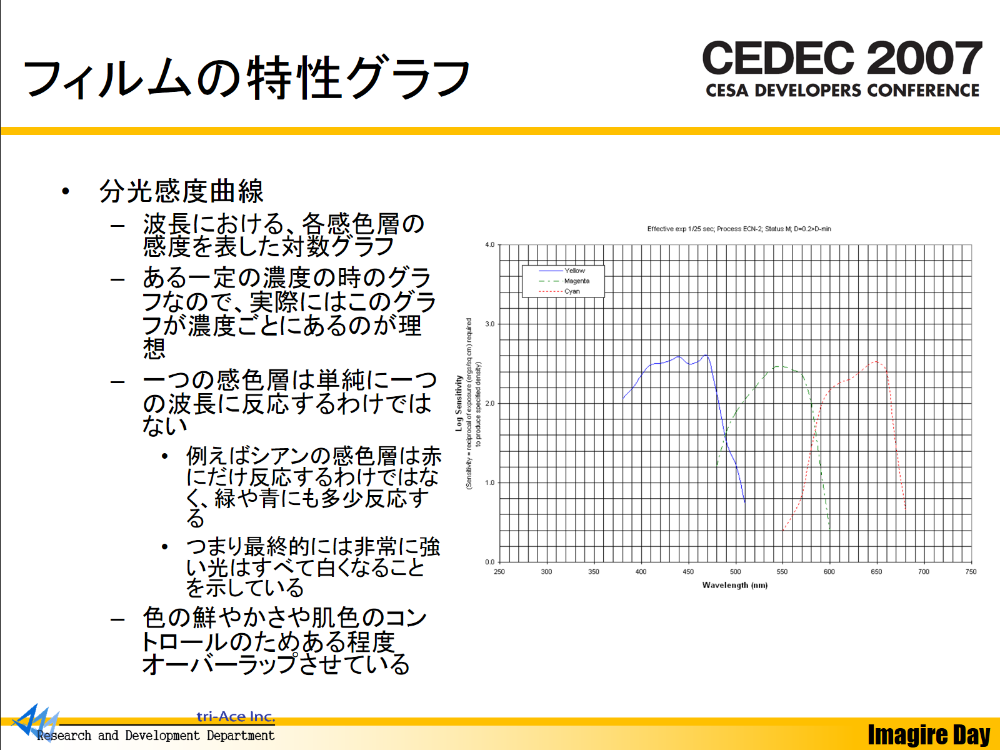 フィルムの特性グラフ
CEDEC 2007
CESA DEVELOPERS CONFERENCE
• 分光感度曲線
– 波長における、各感色層の
感度を表した対数グラフ
– ある一定の濃度の時のグラ
フなので、実際にはこのグラ
フが濃度ごとにあるのが理
想
– 一つの感色層は単純に一つ
の波長に反応するわけでは
ない
• 例えばシアンの感色層は赤
にだけ反応するわけではな
く、緑や青にも多少反応す
る
• つまり最終的には非常に強
い光はすべて白くなること
を示している
– 色の鮮やかさや肌色のコン
トロールのためある程度
オーバーラップさせている
Effective exp 1/25 sec; Process ECN-2; Status M; D=0.2>D-min
Yellow
Magenta
Cyan
4.0
3.0
2.0
1.0
0.0
Log Sensitivity
(Sensitivity = reciprocal of exposure (ergs/sq cm) required
to produce specified density)
250 300 350 400 450 500 550 600 650 700 750
Wavelength (nm)
tri-Ace Inc.
Research and Development Department
Imagire Day